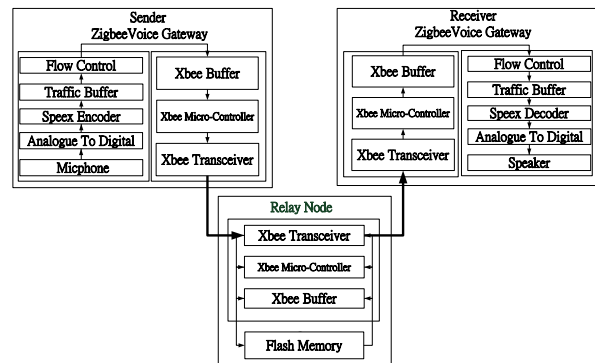 Sender
ZigbeeVoice Gateway
Flow Control
Traffic Buffer
Speex Encoder
Analogue To Digital
Micphone
Xbee Buffer
Xbee Micro-Controller
Xbee Transceiver
Receiver
ZigbeeVoice Gateway
Xbee Buffer
Xbee Micro-Controller
Xbee Transceiver
Flow Control
Traffic Buffer
Speex Decoder
Analogue To Digital
Speaker
Relay Node
Xbee Transceiver
Xbee Micro-Controller
Xbee Buffer
Flash Memory